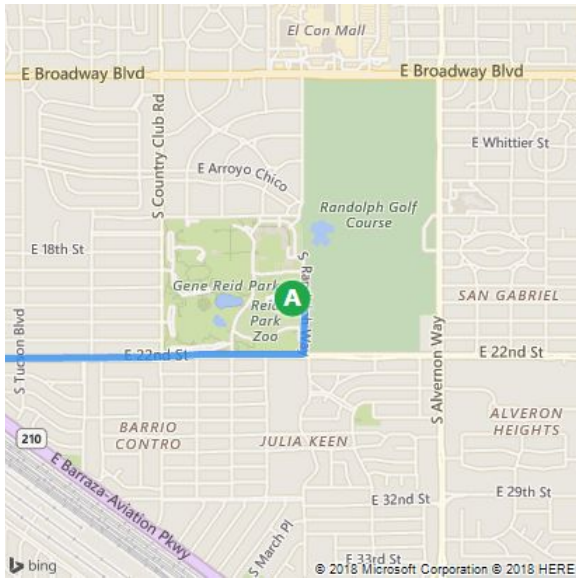 El Con Mall
E Broadway Blvd
E Broadway Blvd
S Country Club Rd
E Whittier St
E Arroyo Chico
Randolph Golf
Course
E 18th St
Gene Reid Park
A
Reid
Park
Zoo
SAN GABRIEL
S Tucson Blvd
E 22nd St
E 22nd St
S Alvernon Way
BARRIO
CONTRO
JULIA KEEN
ALVERON
HEIGHTS
210
E Barraza-Aviation Pkwy
E 32nd St
E 29th St
S March Pl
E 33rd St
bing
© 2018 Microsoft Corporation © 2018 HERE